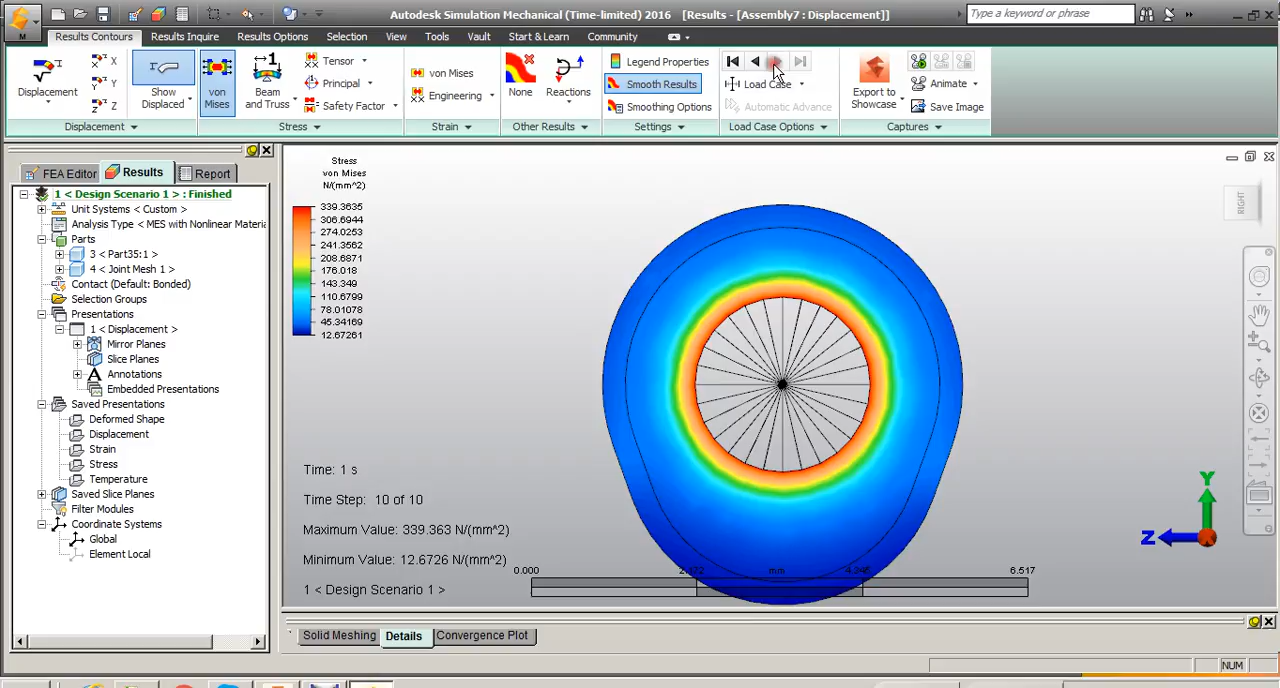 Autodesk Simulation Mechanical (Time-limited) 2016 [Results - [Assembly7 : Displacement]]
Type a keyword or phrase
M
Results Contours
Results Inquire
Results Options
Selection
View
Tools
Vault
Start & Learn
Community
Displacement
X
Y
Z
Show Displaced
Displacement
von Mises
Beam and Truss
Tensor
Principal
Safety Factor
Stress
von Mises
Engineering
Strain
None
Reactions
Other Results
Legend Properties
Smooth Results
Smoothing Options
Settings
Load Case
Automatic Advance
Load Case Options
Export to Showcase
Animate
Save Image
Captures
FEA Editor
Results
Report
1 < Design Scenario 1 > : Finished
Unit Systems < Custom >
Analysis Type < MES with Nonlinear Materia
Parts
3 < Part35:1 >
4 < Joint Mesh 1 >
Contact (Default: Bonded)
Selection Groups
Presentations
1 < Displacement >
Mirror Planes
Slice Planes
Annotations
Embedded Presentations
Saved Presentations
Deformed Shape
Displacement
Strain
Stress
Temperature
Saved Slice Planes
Filter Modules
Coordinate Systems
Global
Element Local
Stress
von Mises
N/(mm^2)
339.3635
306.6944
274.0253
241.3562
208.6871
176.018
143.349
110.6799
78.01078
45.34169
12.67261
RIGHT
Time: 1 s
Time Step: 10 of 10
Maximum Value: 339.363 N/(mm^2)
Minimum Value: 12.6726 N/(mm^2)
0.000
mm
6.517
1 < Design Scenario 1 >
Y
Z
Solid Meshing
Details
Convergence Plot
NUM